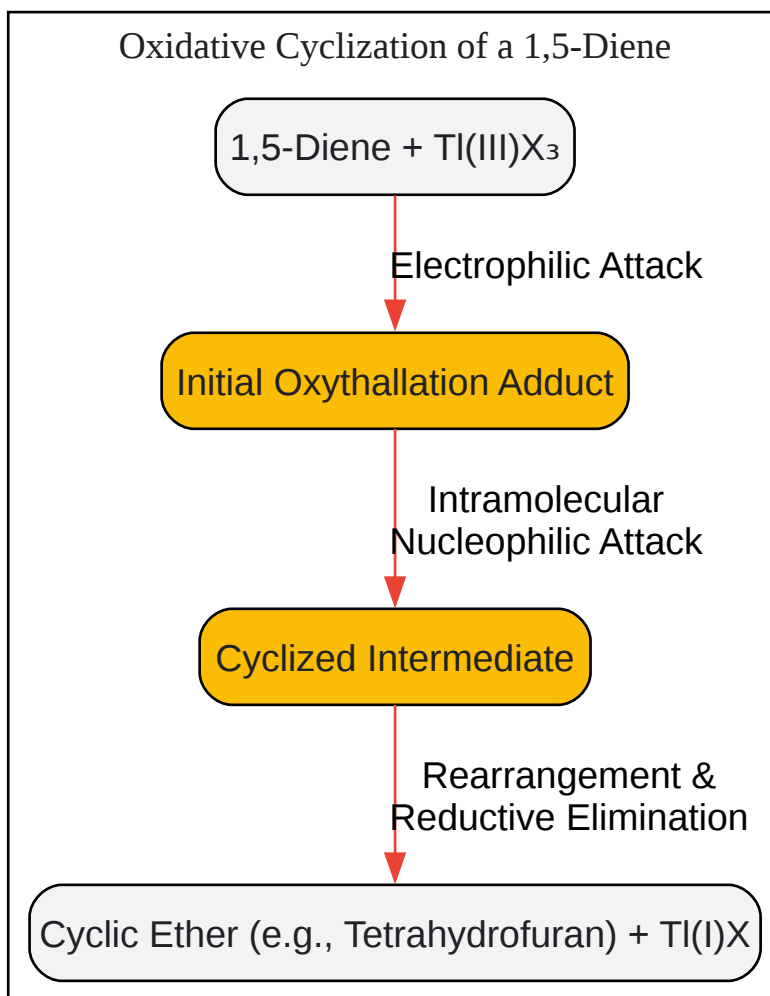 Oxidative Cyclization of a 1,5-Diene
1,5-Diene + Tl(III)X₃
Electrophilic Attack
Initial Oxythallation Adduct
Intramolecular
Nucleophilic Attack
Cyclized Intermediate
Rearrangement &
Reductive Elimination
Cyclic Ether (e.g., Tetrahydrofuran) + Tl(I)X